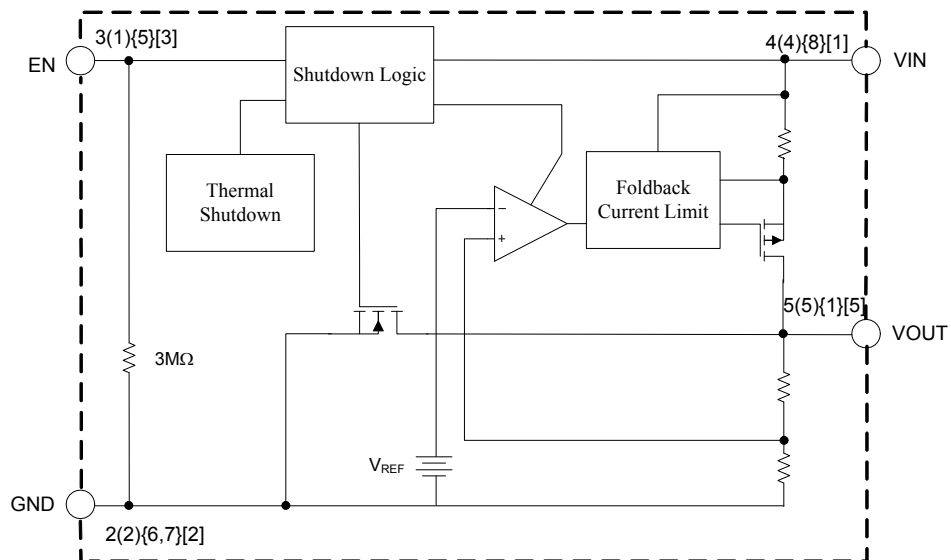 3(1){5}[3]
EN
Shutdown Logic
4(4){8}[1]
VIN
Thermal
Shutdown
Foldback
Current Limit
−
+
5(5){1}[5]
VOUT
3MΩ
VREF
GND
2(2){6,7}[2]